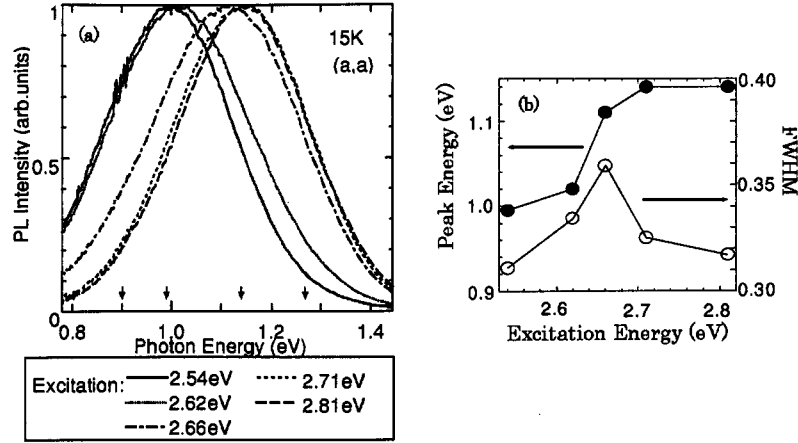 (a)
15K
(a,a)
1
0.5
0
PL Intensity (arb.units)
0.8
1.0
1.2
1.4
Photon Energy (eV)
Excitation:
2.54eV
2.62eV
2.66eV
2.71eV
2.81eV
(b)
1.1
1.0
0.9
Peak Energy (eV)
0.40
0.35
0.30
FWHM
2.6
2.7
2.8
Excitation Energy (eV)